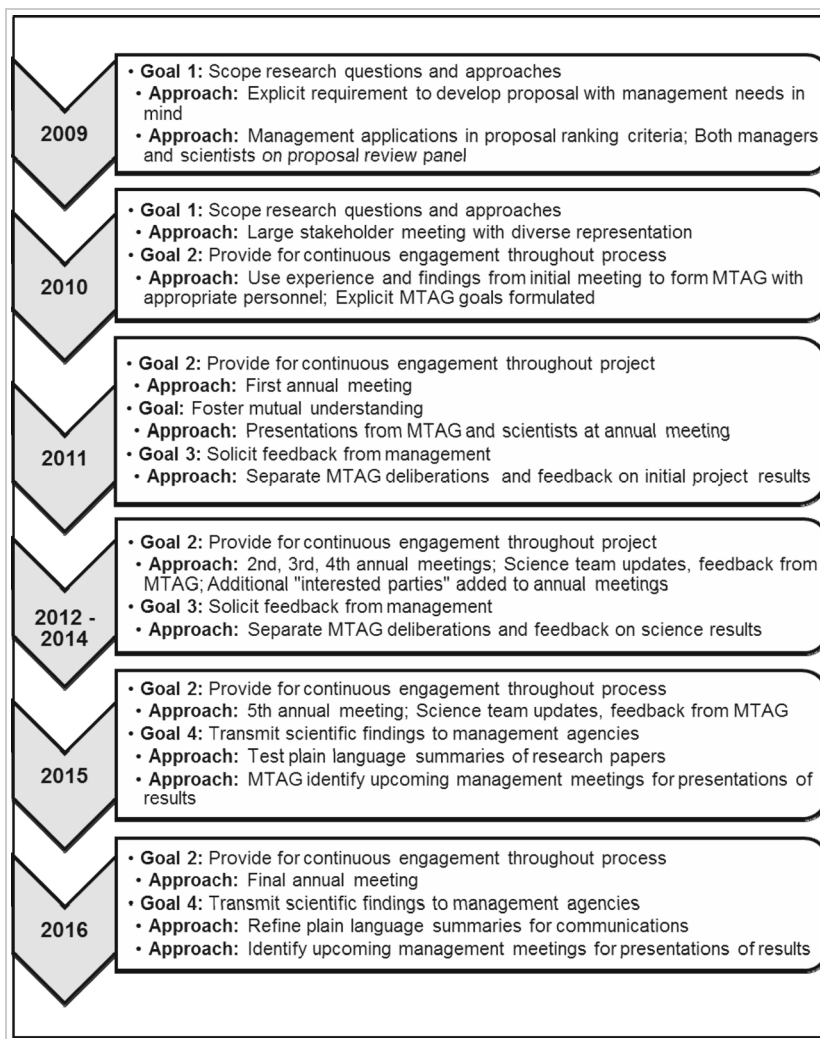 2009
• Goal 1: Scope research questions and approaches
• Approach: Explicit requirement to develop proposal with management needs in
mind
• Approach: Management applications in proposal ranking criteria; Both managers
and scientists on proposal review panel
2010
• Goal 1: Scope research questions and approaches
• Approach: Large stakeholder meeting with diverse representation
• Goal 2: Provide for continuous engagement throughout process
• Approach: Use experience and findings from initial meeting to form MTAG with
appropriate personnel; Explicit MTAG goals formulated
2011
• Goal 2: Provide for continuous engagement throughout project
• Approach: First annual meeting
• Goal: Foster mutual understanding
• Approach: Presentations from MTAG and scientists at annual meeting
• Goal 3: Solicit feedback from management
• Approach: Separate MTAG deliberations and feedback on initial project results
2012 -
2014
• Goal 2: Provide for continuous engagement throughout project
• Approach: 2nd, 3rd, 4th annual meetings; Science team updates, feedback from
MTAG; Additional "interested parties" added to annual meetings
• Goal 3: Solicit feedback from management
• Approach: Separate MTAG deliberations and feedback on science results
2015
• Goal 2: Provide for continuous engagement throughout process
• Approach: 5th annual meeting; Science team updates, feedback from MTAG
• Goal 4: Transmit scientific findings to management agencies
• Approach: Test plain language summaries of research papers
• Approach: MTAG identify upcoming management meetings for presentations of
results
2016
• Goal 2: Provide for continuous engagement throughout process
• Approach: Final annual meeting
• Goal 4: Transmit scientific findings to management agencies
• Approach: Refine plain language summaries for communications
• Approach: Identify upcoming management meetings for presentations of results